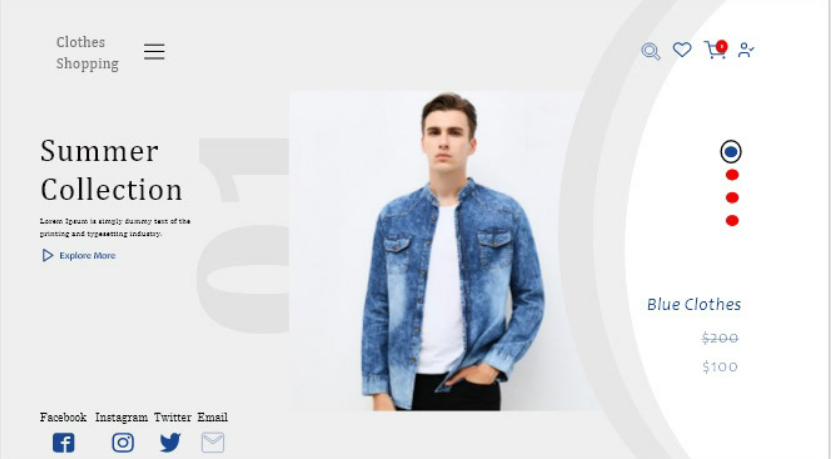 Clothes
Shopping
Summer
Collection
01
Lorem Ipsum is simply dummy text of the
printing and typesetting industry.
Explore More
Blue Clothes
$200
$100
Facebook Instagram Twitter Email